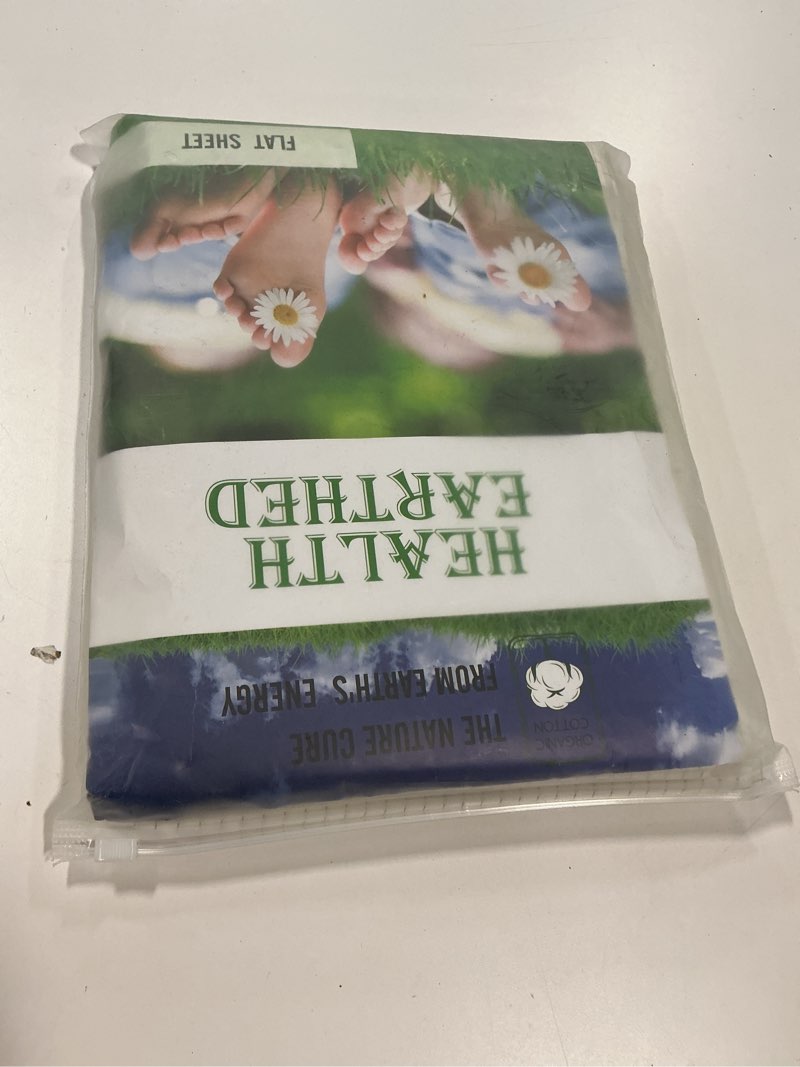 ORGANIC
COTTON
THE NATURE CURE
FROM EARTH'S ENERGY
HEALTH
EARTHED
FLAT SHEET